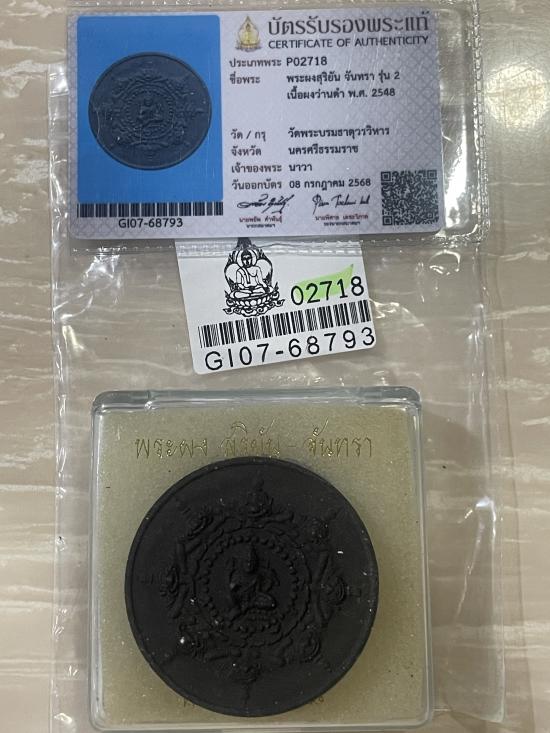 บัตรรับรองพระแท้
CERTIFICATE OF AUTHENTICITY
ประเภทพระ P02718
ชื่อพระ พระผงสุริยัน จันทรา รุ่น 2
เนื้อผงว่านดำ พ.ศ. 2548
วัด / กรุ วัดพระบรมธาตุวรวิหาร
จังหวัด นครศรีธรรมราช
เจ้าของพระ นาวา
วันออกบัตร 08 กรกฎาคม 2568
GI07-68793
02718
GI07-68793
พระผง สุริยัน - จันทรา